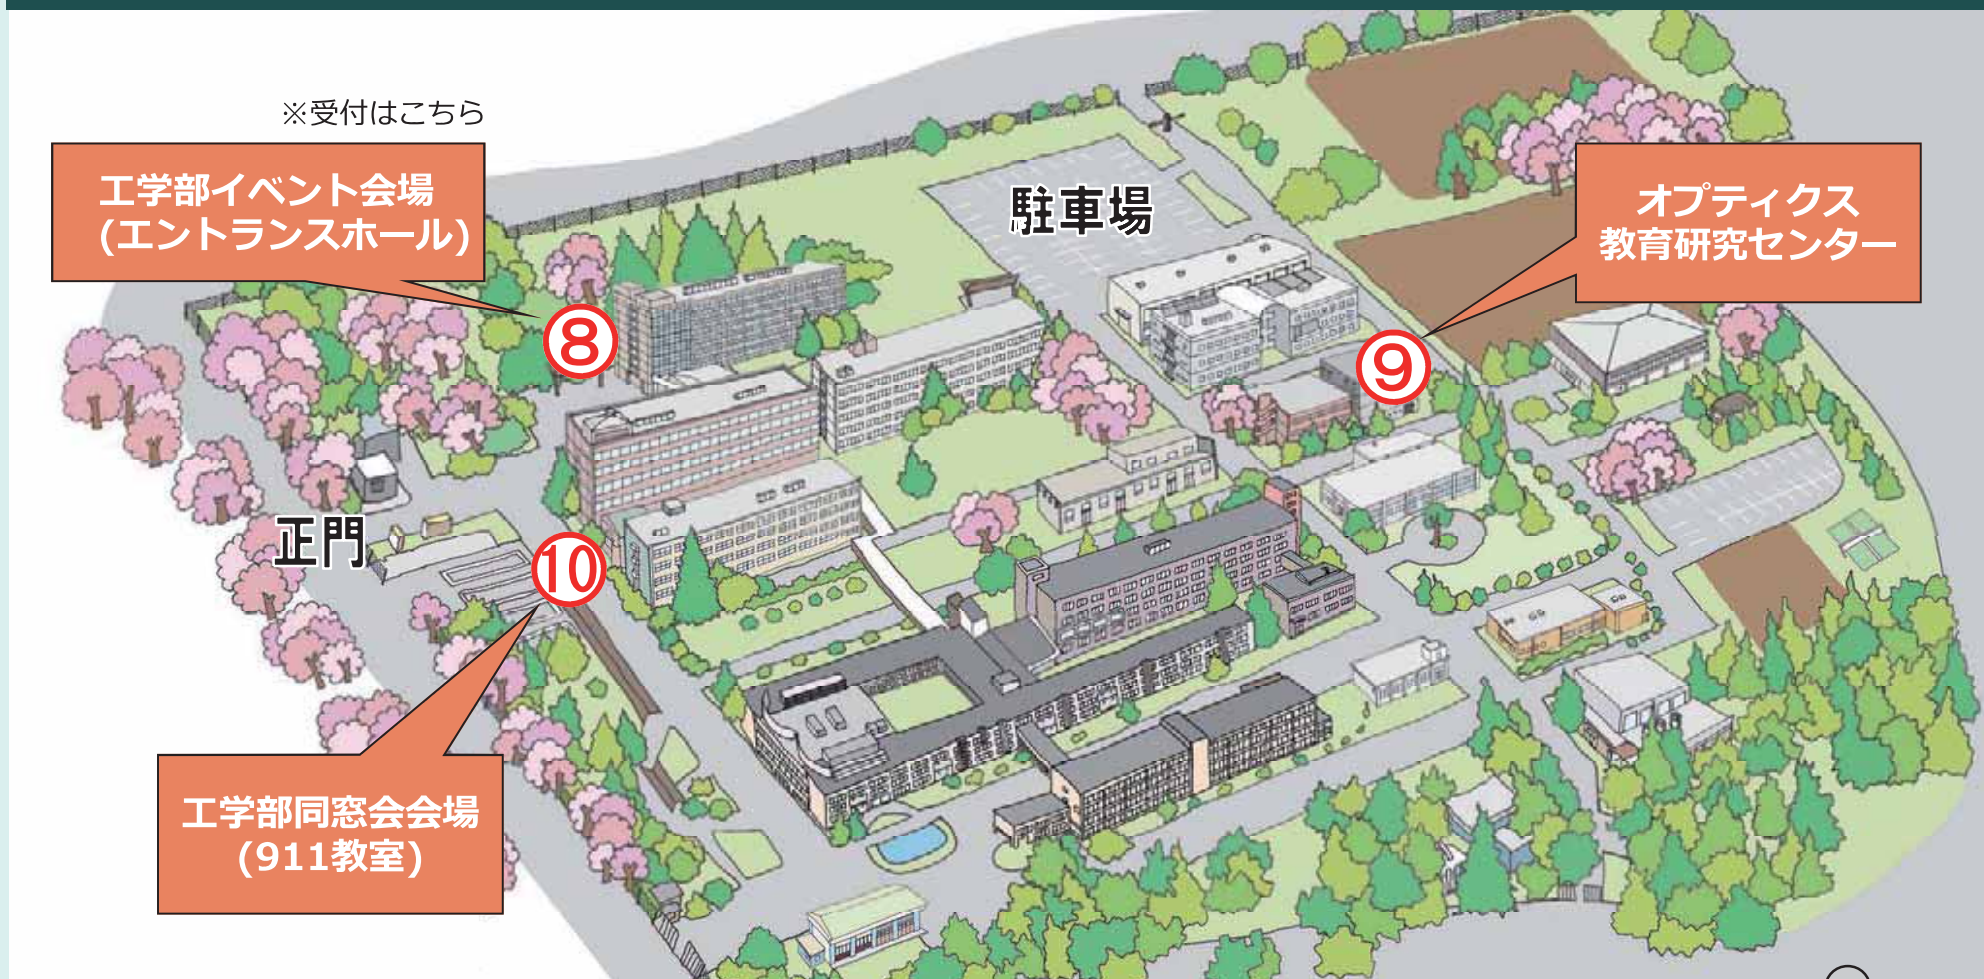 ※受付はこちら
工学部イベント会場
(エントランスホール)
駐車場
オプティクス
教育研究センター
⑧
⑨
正門
⑩
工学部同窓会会場
(911教室)